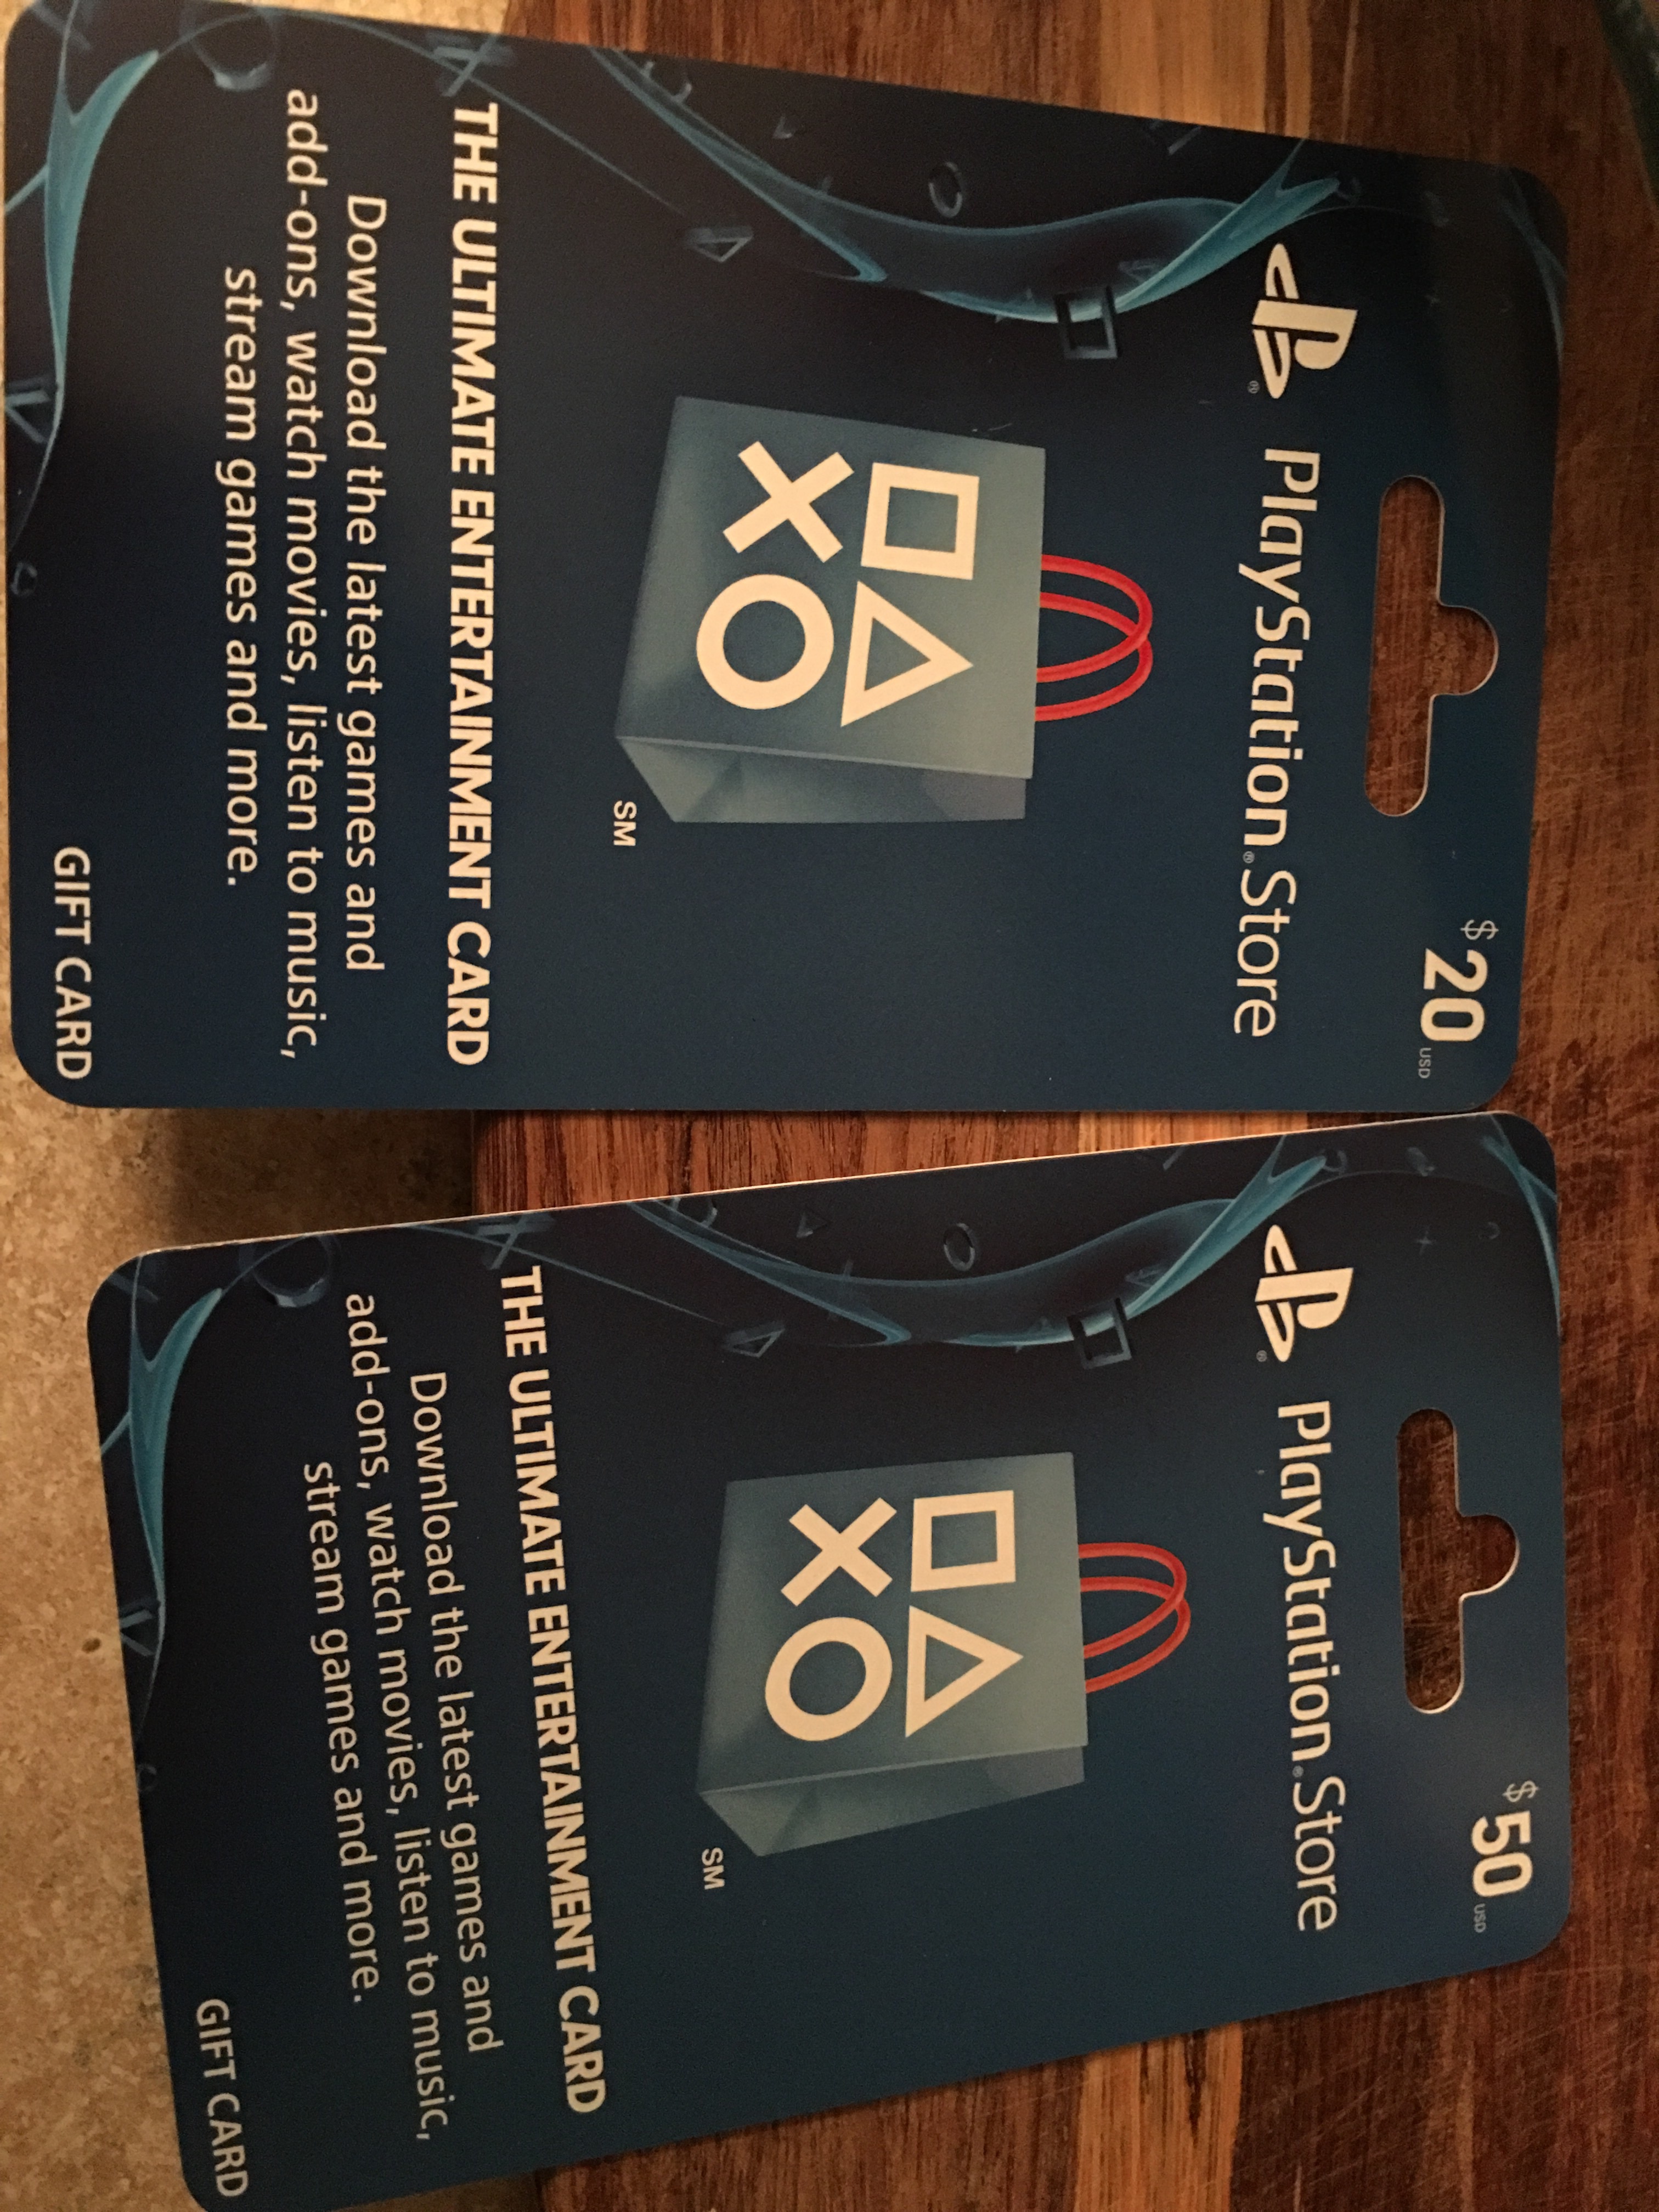 $20 USD
PlayStation®Store
SM
THE ULTIMATE ENTERTAINMENT CARD
Download the latest games and
add-ons, watch movies, listen to music,
stream games and more.
GIFT CARD
$50 USD
PlayStation®Store
SM
THE ULTIMATE ENTERTAINMENT CARD
Download the latest games and
add-ons, watch movies, listen to music,
stream games and more.
GIFT CARD